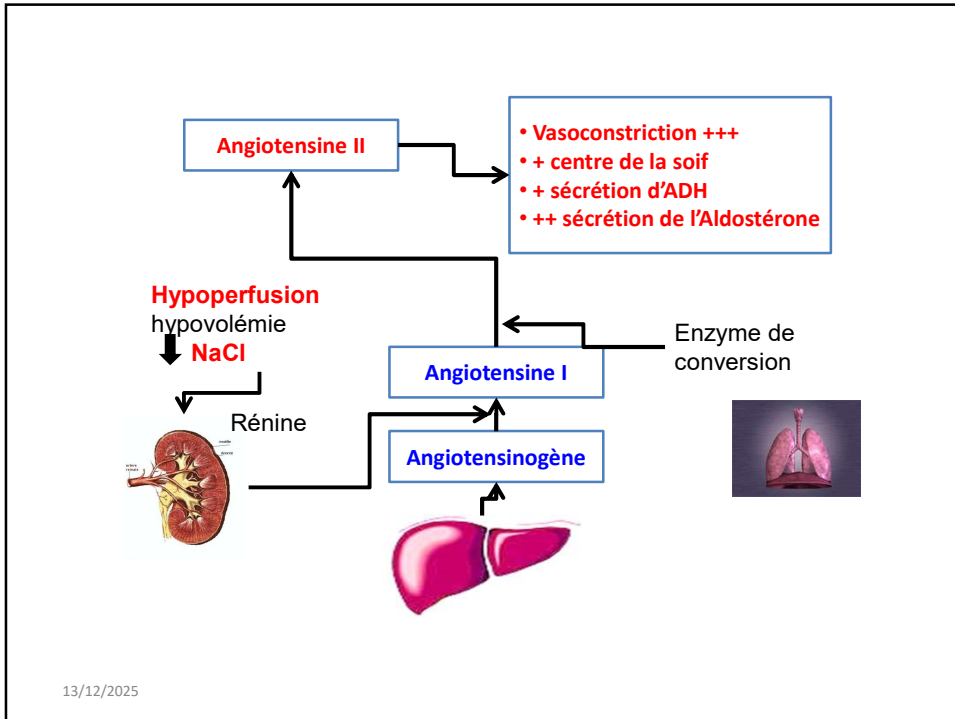 Angiotensine II
• Vasoconstriction +++
• + centre de la soif
• + sécrétion d'ADH
• ++ sécrétion de l'Aldostérone
Hypoperfusion
hypovolémie
NaCl
Enzyme de
conversion
Angiotensine I
Rénine
Angiotensinogène
13/12/2025